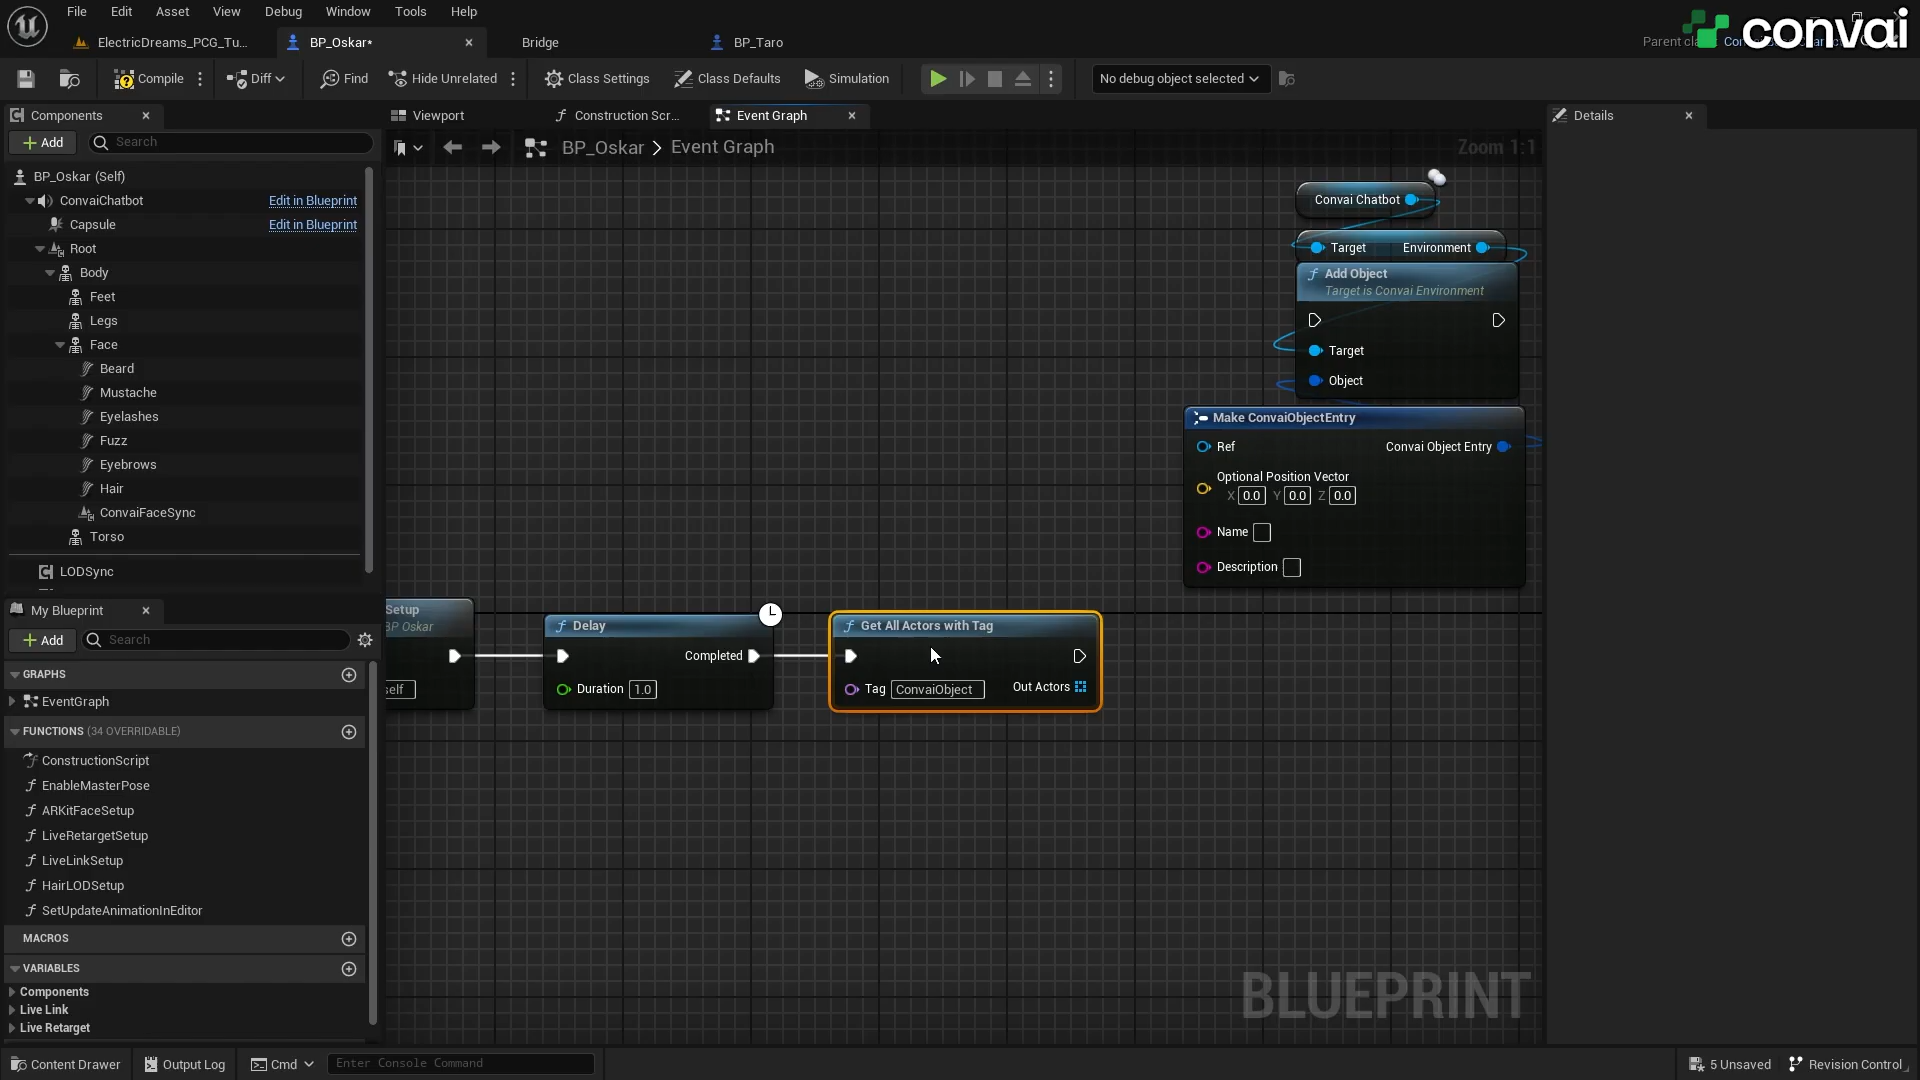 File Edit Asset View Debug Window Tools Help
ElectricDreams_PCG_Tu...
BP_Oskar*
Bridge
BP_Taro
Parent cla
convai
Compile
Diff
Find
Hide Unrelated
Class Settings
Class Defaults
Simulation
No debug object selected
Components
Add
Search
BP_Oskar (Self)
ConvaiChatbot Edit in Blueprint
Capsule Edit in Blueprint
Root
Body
Feet
Legs
Face
Beard
Mustache
Eyelashes
Fuzz
Eyebrows
Hair
ConvaiFaceSync
Torso
LODSync
My Blueprint
Add
Search
GRAPHS
EventGraph
FUNCTIONS (34 OVERRIDABLE)
ConstructionScript
EnableMasterPose
ARKitFaceSetup
LiveRetargetSetup
LiveLinkSetup
HairLODSetup
SetUpdateAnimationInEditor
MACROS
VARIABLES
Components
Live Link
Live Retarget
Viewport
Construction Scr...
Event Graph
BP_Oskar > Event Graph
Zoom 1:1
Convai Chatbot
Target Environment
Add Object
Target is Convai Environment
Target
Object
Make ConvaiObjectEntry
Ref Convai Object Entry
Optional Position Vector
X 0.0 Y 0.0 Z 0.0
Name
Description
Setup
BP Oskar
self
Delay
Completed
Duration 1.0
Get All Actors with Tag
Tag ConvaiObject Out Actors
BLUEPRINT
Details
Content Drawer
Output Log
Cmd
Enter Console Command
5 Unsaved
Revision Control